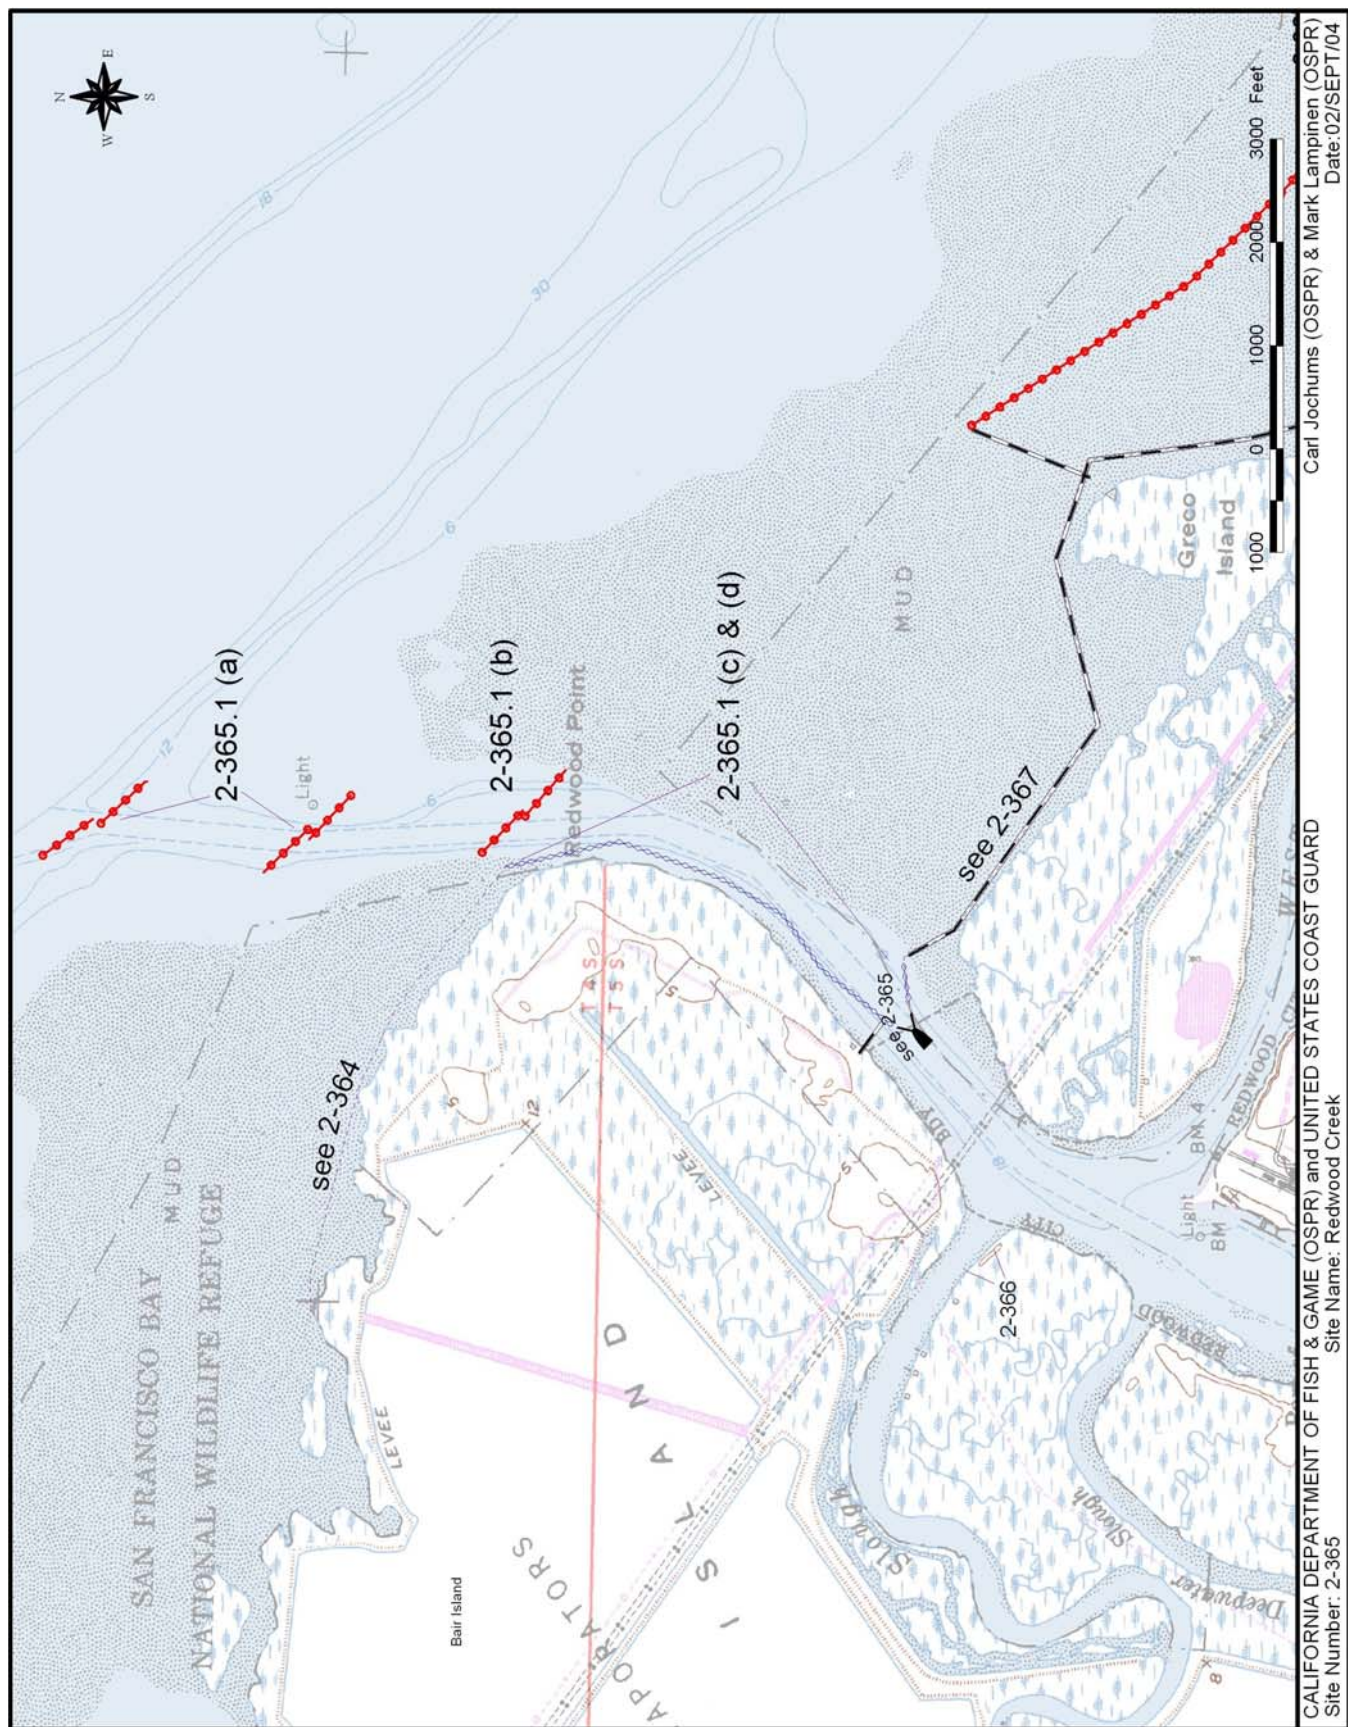 N
W E
S
18
30
12
6
2-365.1 (a)
Light
6
2-365.1 (b)
Redwood Point
2-365.1 (c) & (d)
MUD
see 2-367
Greco
Island
see 2-364
MUD
SAN FRANCISCO BAY
NATIONAL WILDLIFE REFUGE
T 4 S
T 5 S
5
5
12
5
see 2-365
LEVEE
BDY
18
CITY
REDWOOD
BM 4
Light
BM 7
REDWOOD
2-366
LEVEE
ISLAND
Bair Island
Slough
Deepwater Slough
8
1000 0 1000 2000 3000 Feet
CALIFORNIA DEPARTMENT OF FISH & GAME (OSPR) and UNITED STATES COAST GUARD
Carl Jochums (OSPR) & Mark Lampinen (OSPR)
Site Number: 2-365
Site Name: Redwood Creek
Date:02/SEPT/04